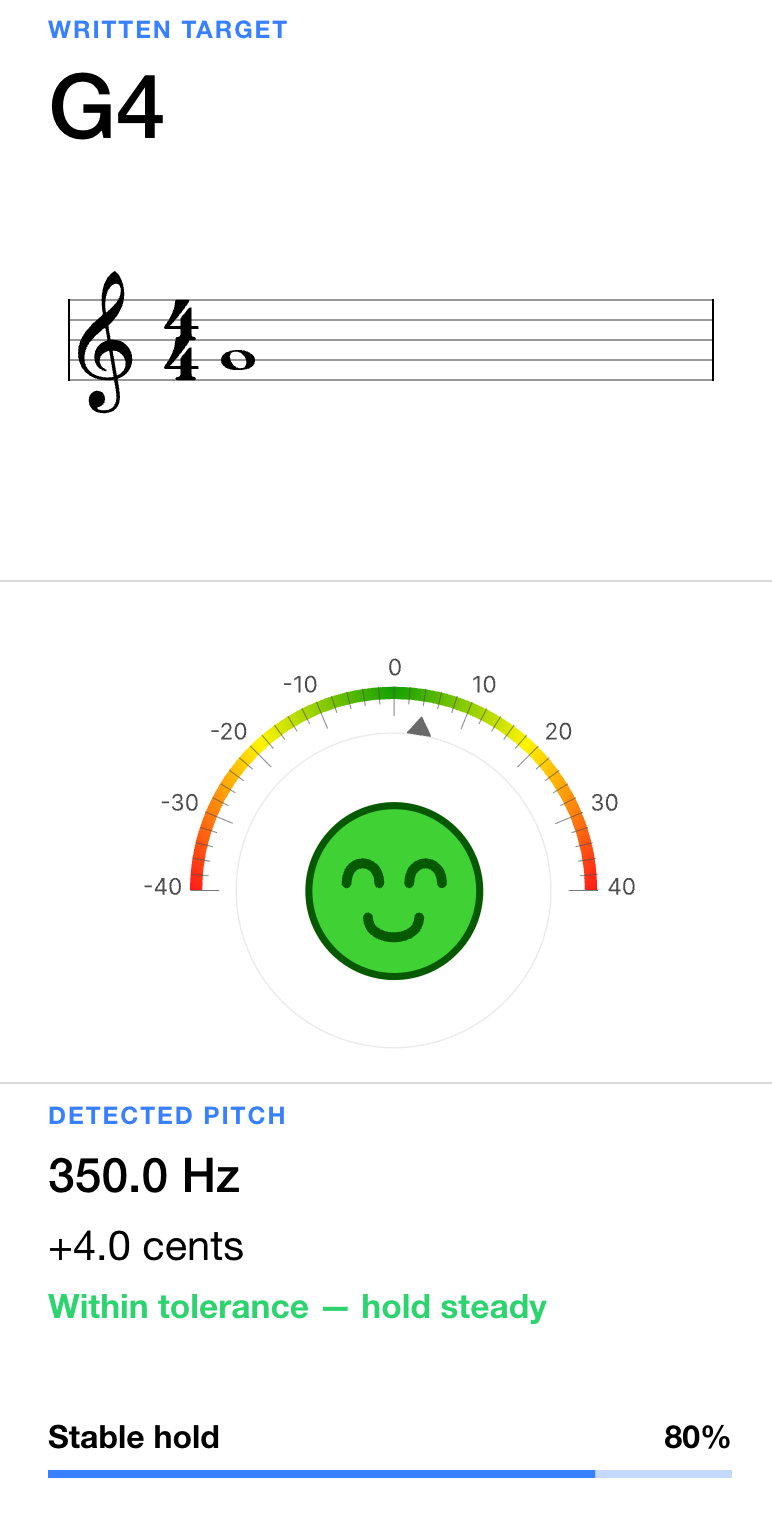 WRITTEN TARGET
G4
4
4
0
-10 10
-20 20
-30 30
-40 40
DETECTED PITCH
350.0 Hz
+4.0 cents
Within tolerance — hold steady
Stable hold 80%